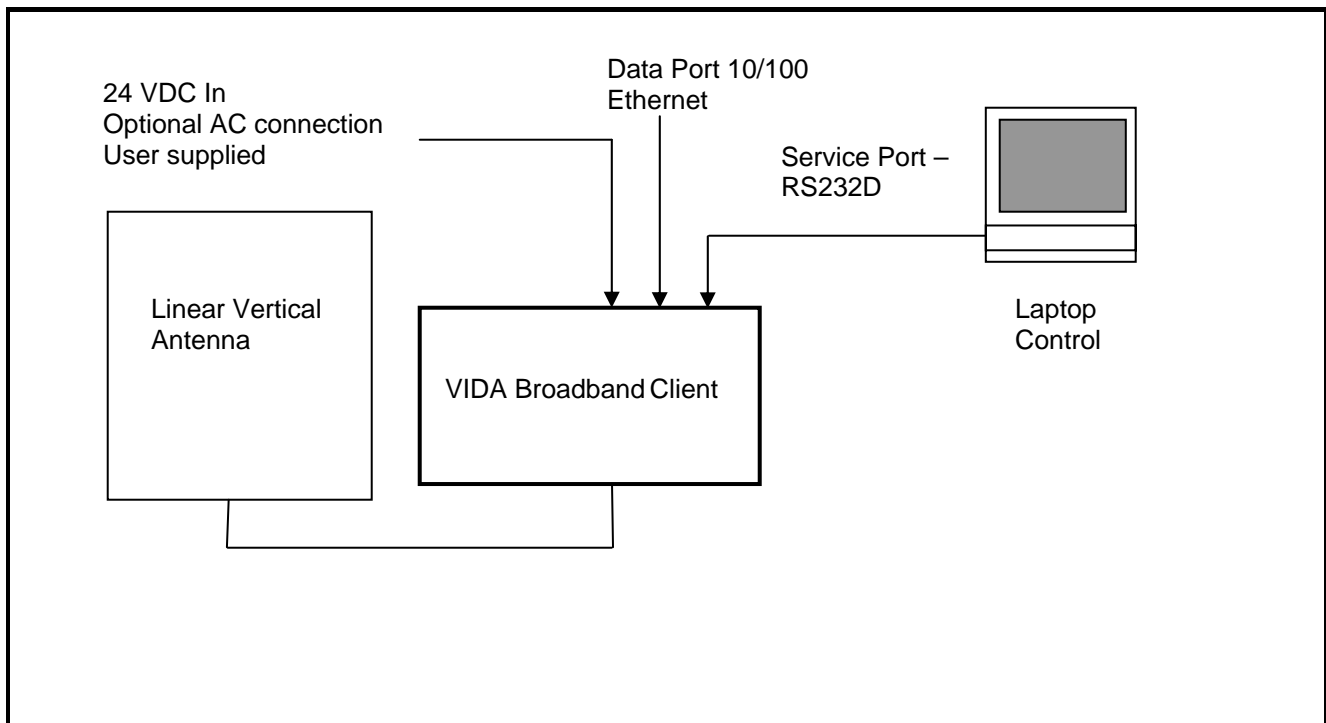 24 VDC In
Optional AC connection
User supplied
Data Port 10/100
Ethernet
Service Port –
RS232D
Linear Vertical
Antenna
VIDA Broadband Client
Laptop
Control